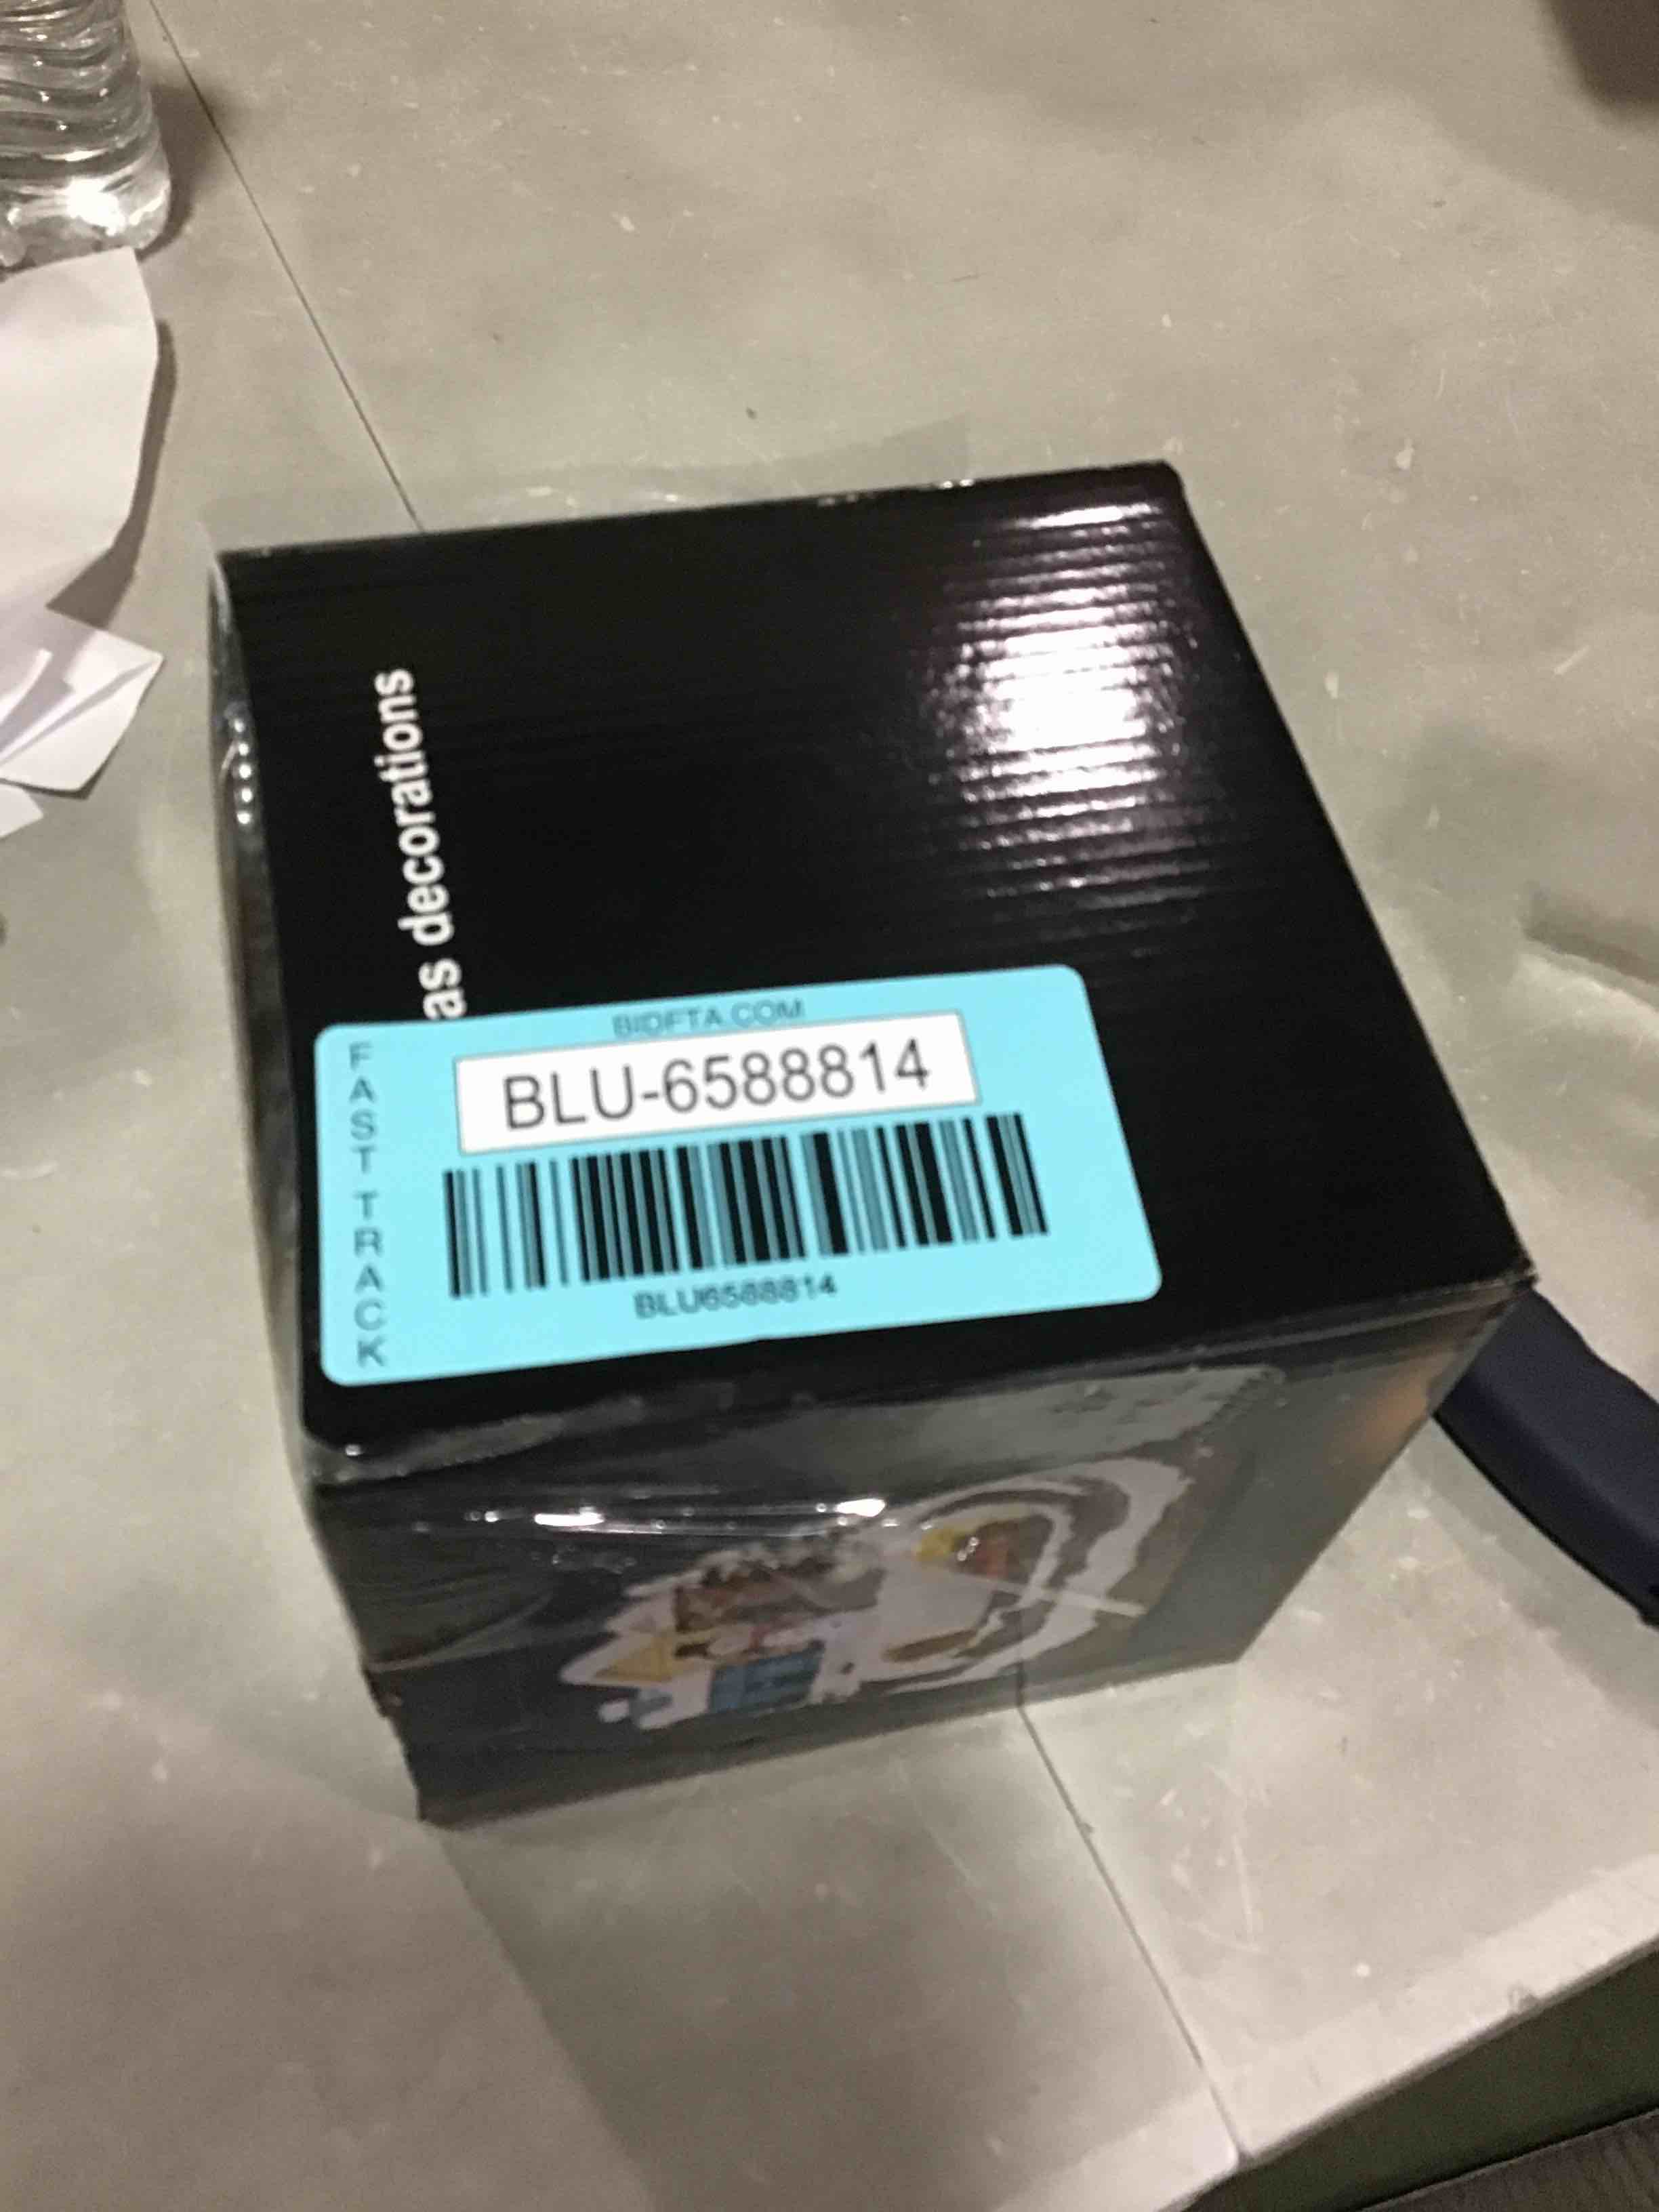 as decorations
BIDFTA.COM
BLU-6588814
FAST TRACK
BLU6588814